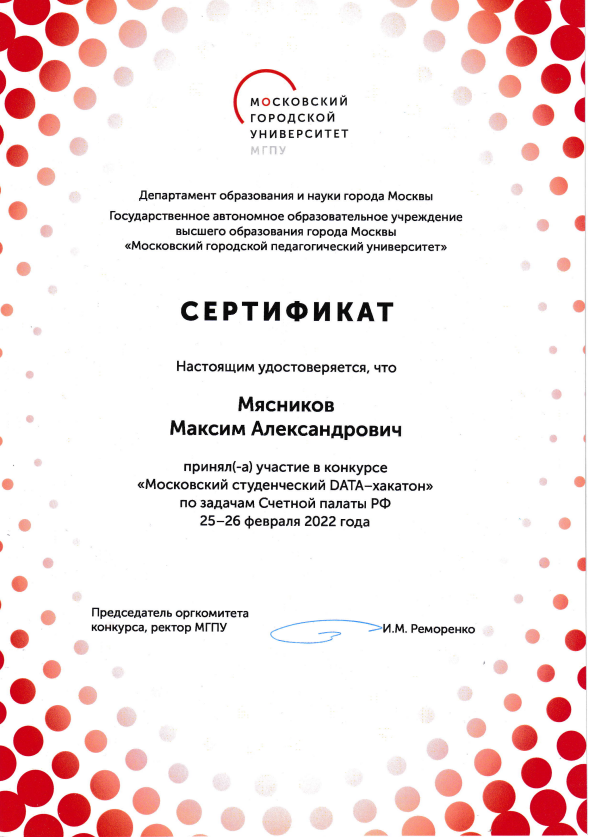 МОСКОВСКИЙ
ГОРОДСКОЙ
УНИВЕРСИТЕТ
МГПУ
Департамент образования и науки города Москвы
Государственное автономное образовательное учреждение
высшего образования города Москвы
«Московский городской педагогический университет»
СЕРТИФИКАТ
Настоящим удостоверяется, что
Мясников
Максим Александрович
принял(-а) участие в конкурсе
«Московский студенческий DATA–хакатон»
по задачам Счетной палаты РФ
25–26 февраля 2022 года
Председатель оргкомитета
конкурса, ректор МГПУ
И.М. Реморенко